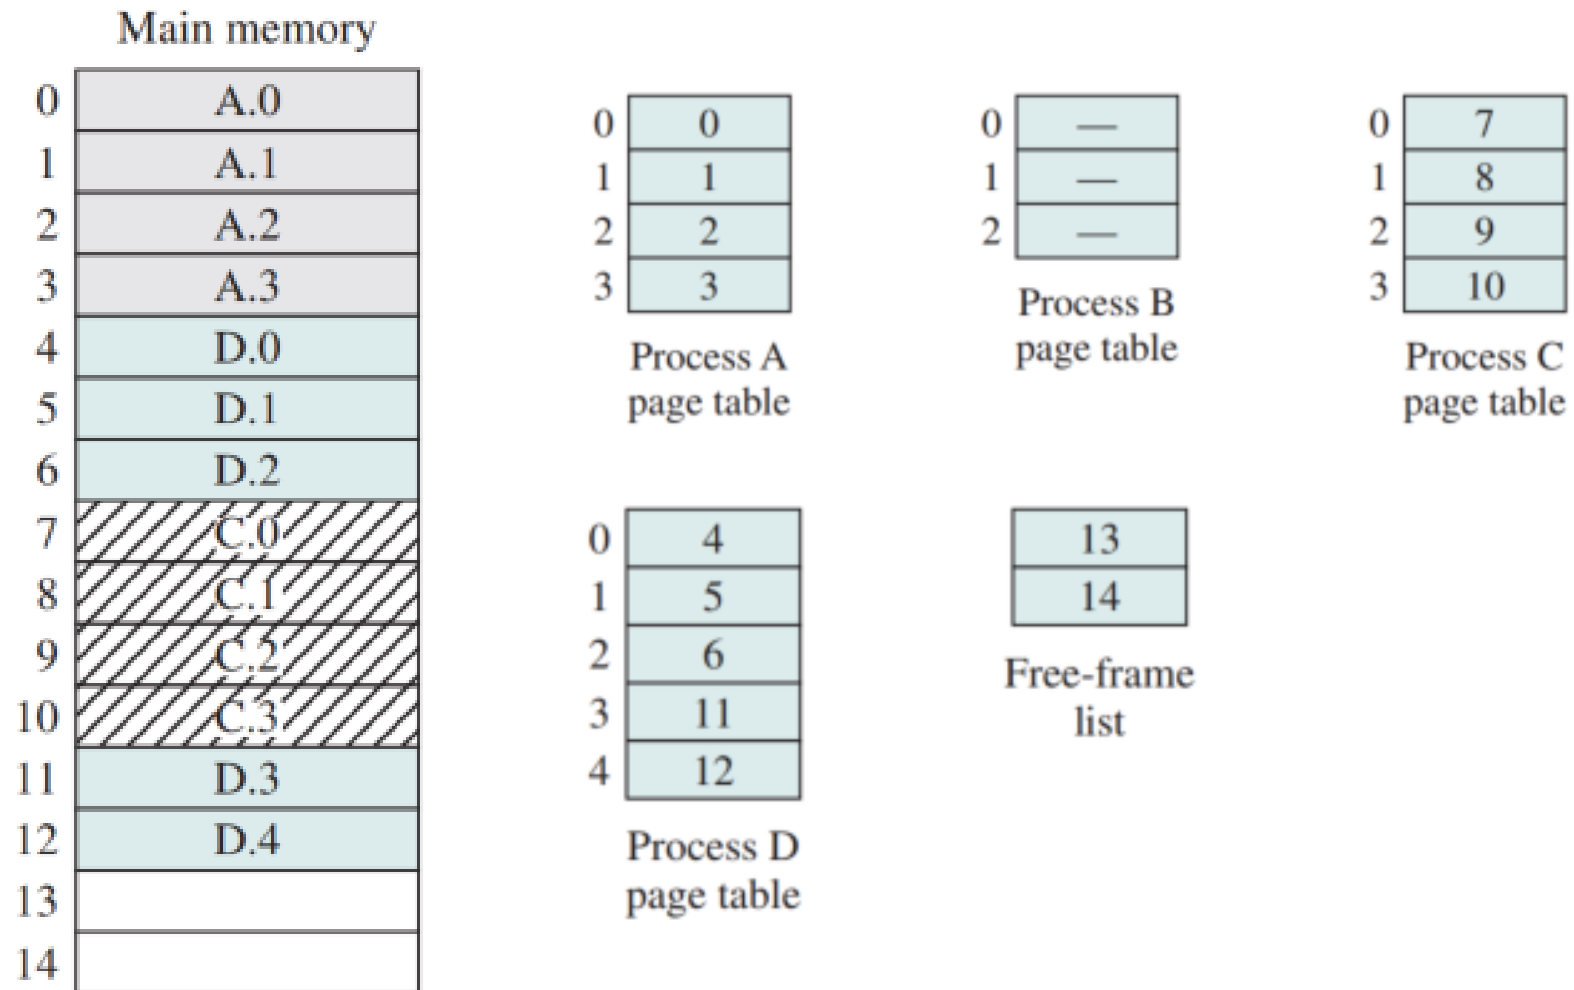 Main memory
0 A.0
1 A.1
2 A.2
3 A.3
4 D.0
5 D.1
6 D.2
7 C.0
8 C.1
9 C.2
10 C.3
11 D.3
12 D.4
13
14
0 0
1 1
2 2
3 3
Process A
page table
0 —
1 —
2 —
Process B
page table
0 7
1 8
2 9
3 10
Process C
page table
0 4
1 5
2 6
3 11
4 12
Process D
page table
13
14
Free-frame
list